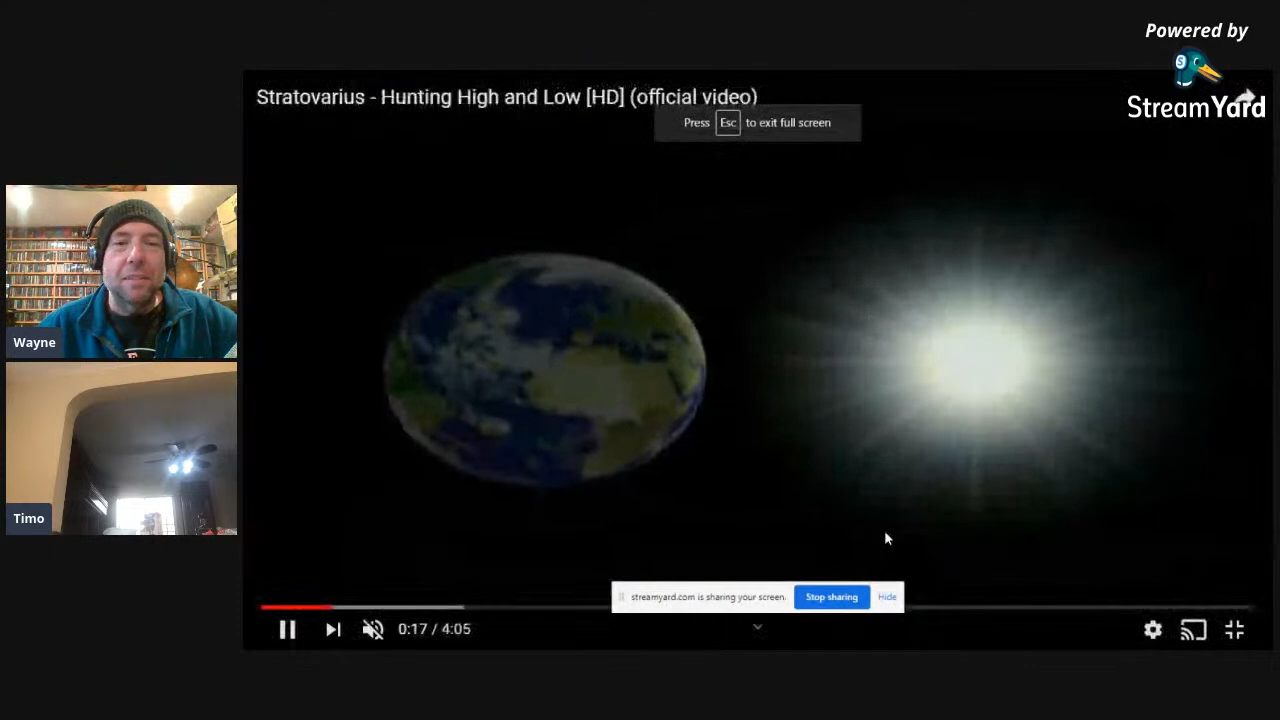 Powered by
StreamYard
Stratovarius - Hunting High and Low [HD] (official video)
Press Esc to exit full screen
Wayne
Timo
streamyard.com is sharing your screen.
Stop sharing
Hide
0:17 / 4:05